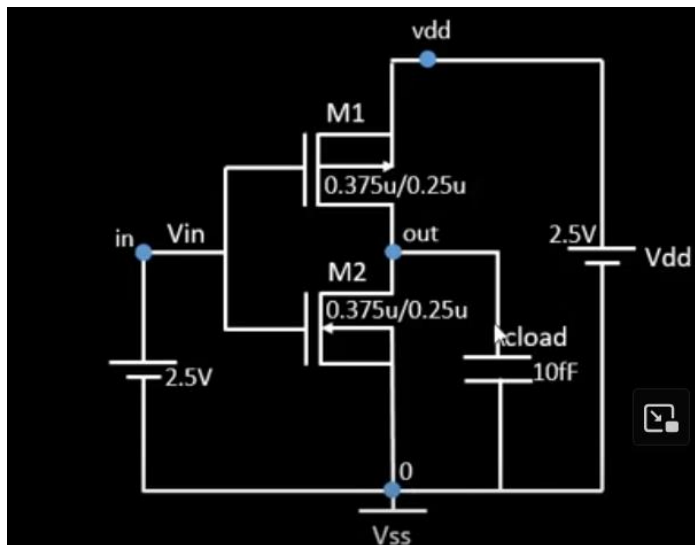 vdd
M1
0.375u/0.25u
in
Vin
out
2.5V
Vdd
M2
0.375u/0.25u
cload
10fF
2.5V
0
Vss